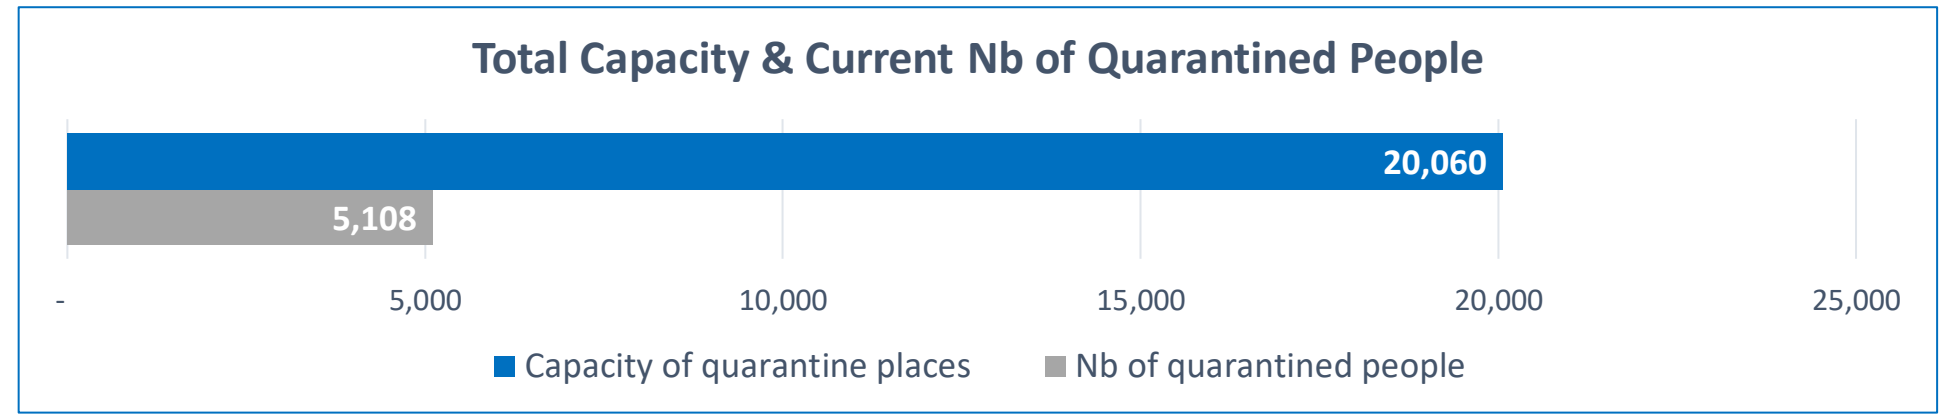 Total Capacity & Current Nb of Quarantined People
20,060
5,108
- 5,000 10,000 15,000 20,000 25,000
Capacity of quarantine places Nb of quarantined people